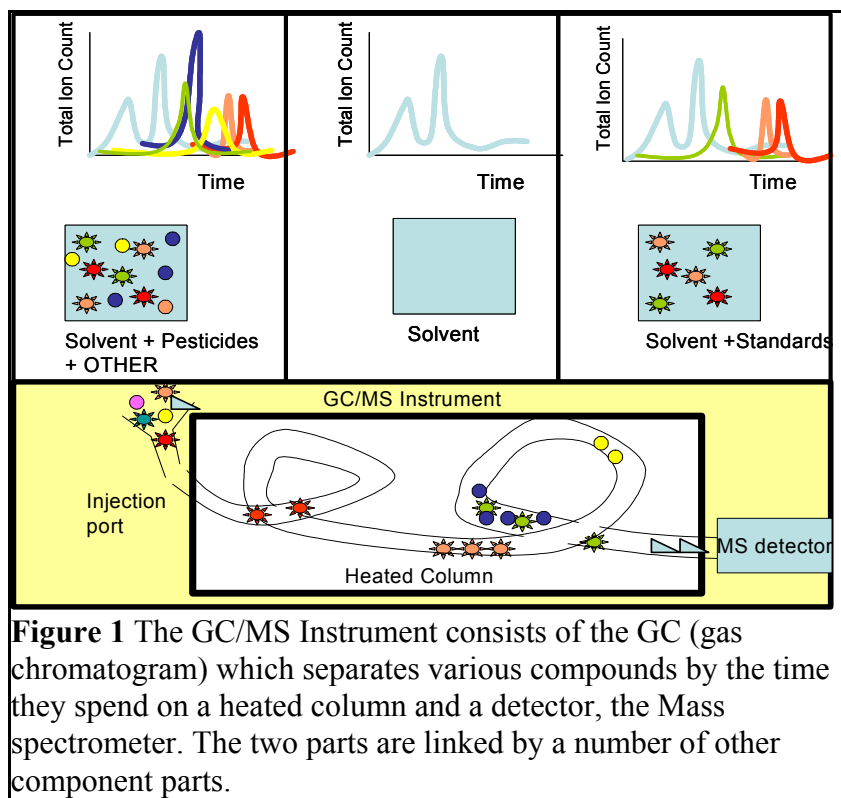 Total Ion Count
Time
Solvent + Pesticides
+ OTHER
Total Ion Count
Time
Solvent
Total Ion Count
Time
Solvent +Standards
GC/MS Instrument
Injection
port
Heated Column
MS detector
Figure 1 The GC/MS Instrument consists of the GC (gas
chromatogram) which separates various compounds by the time
they spend on a heated column and a detector, the Mass
spectrometer. The two parts are linked by a number of other
component parts.